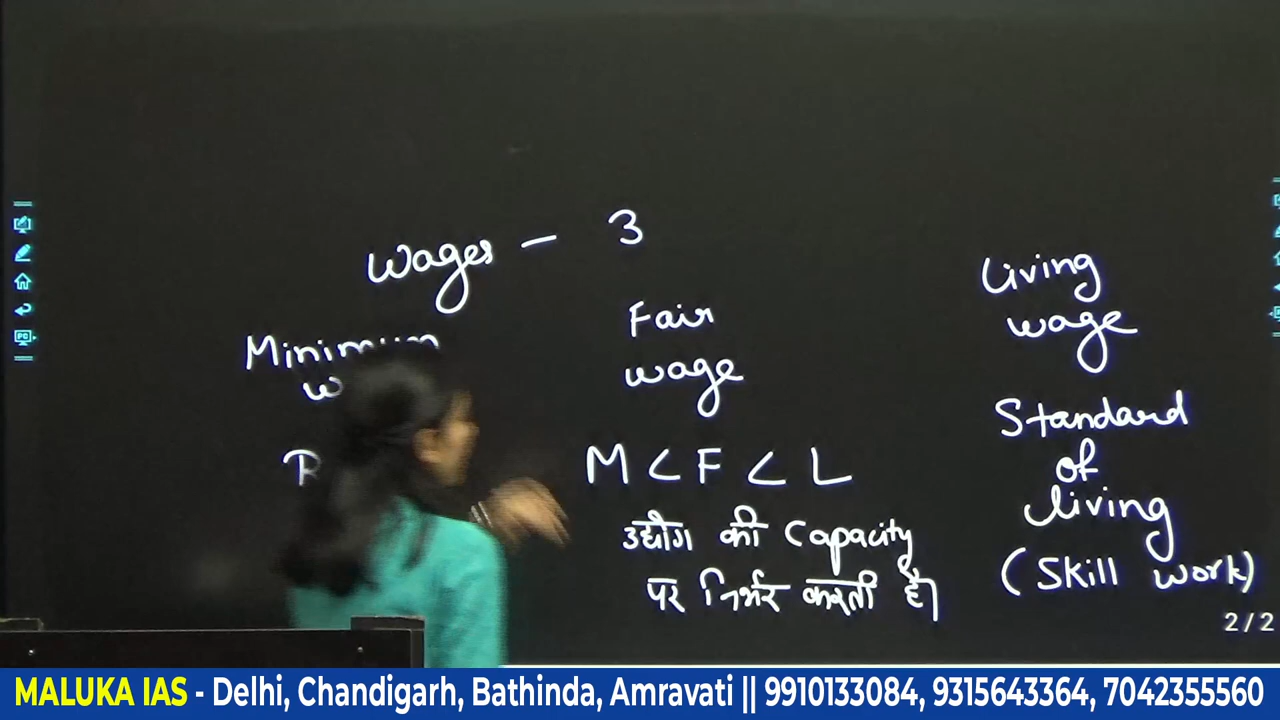 Wages - 3
Minimum
Fair
wage
M < F < L
उद्यौग की Capacity
पर निर्भर करती है।
Living
wage
Standard
of
living
(Skill work)
2/2
MALUKA IAS - Delhi, Chandigarh, Bathinda, Amravati || 9910133084, 9315643364, 7042355560